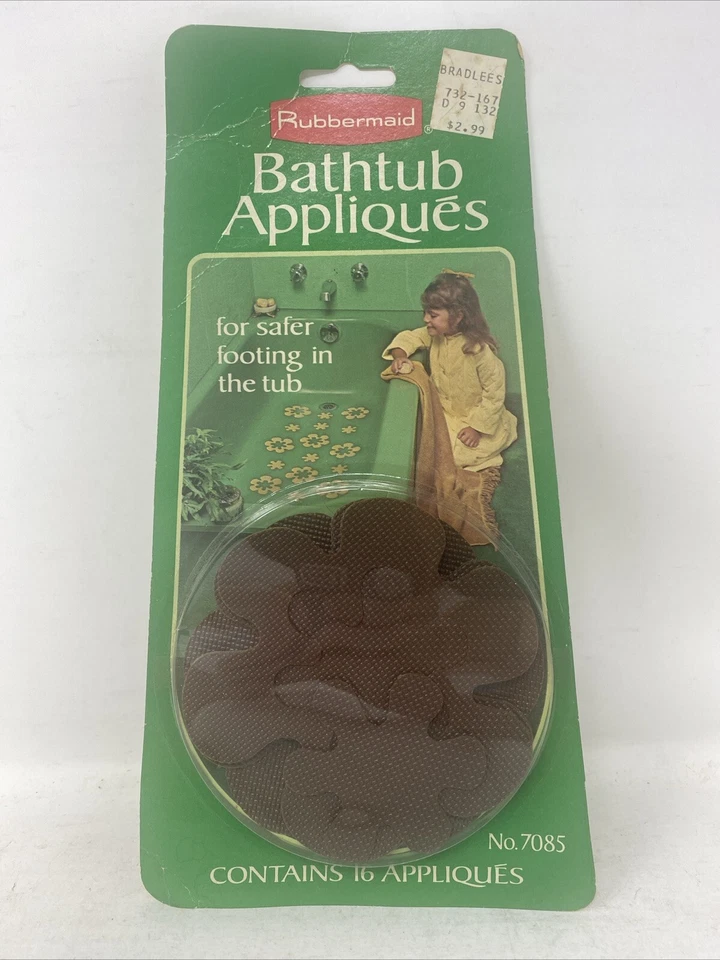 BRADLEES
732-167
D 9 132
$2.99
Rubbermaid®
Bathtub
Appliqués
for safer
footing in
the tub
No. 7085
CONTAINS 16 APPLIQUÉS